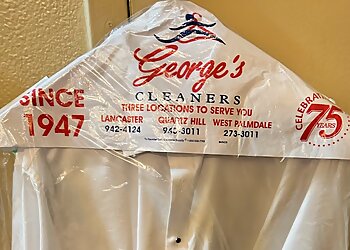 George's
CLEANERS
THREE LOCATIONS TO SERVE YOU
SINCE
1947
LANCASTER QUARTZ HILL WEST PALMDALE
942-4124 943-3011 273-3011
CELEBRATING
75
YEARS